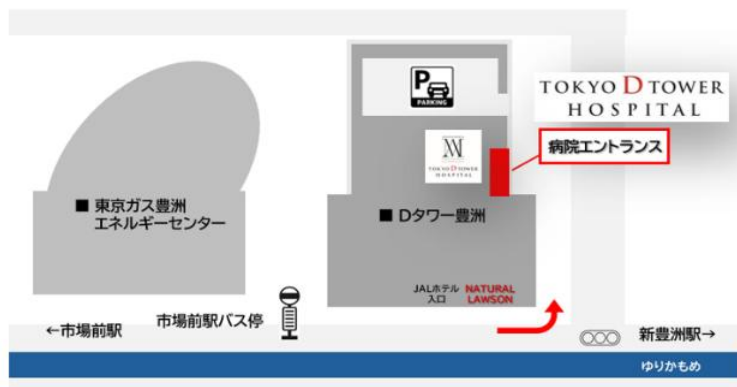 P
PARKING
TOKYO D TOWER
HOSPITAL
TOKYO D TOWER
HOSPITAL
病院エントランス
■ 東京ガス豊洲
エネルギーセンター
■ Dタワー豊洲
JALホテル
入口
NATURAL
LAWSON
←市場前駅
市場前駅バス停
新豊洲駅→
ゆりかもめ